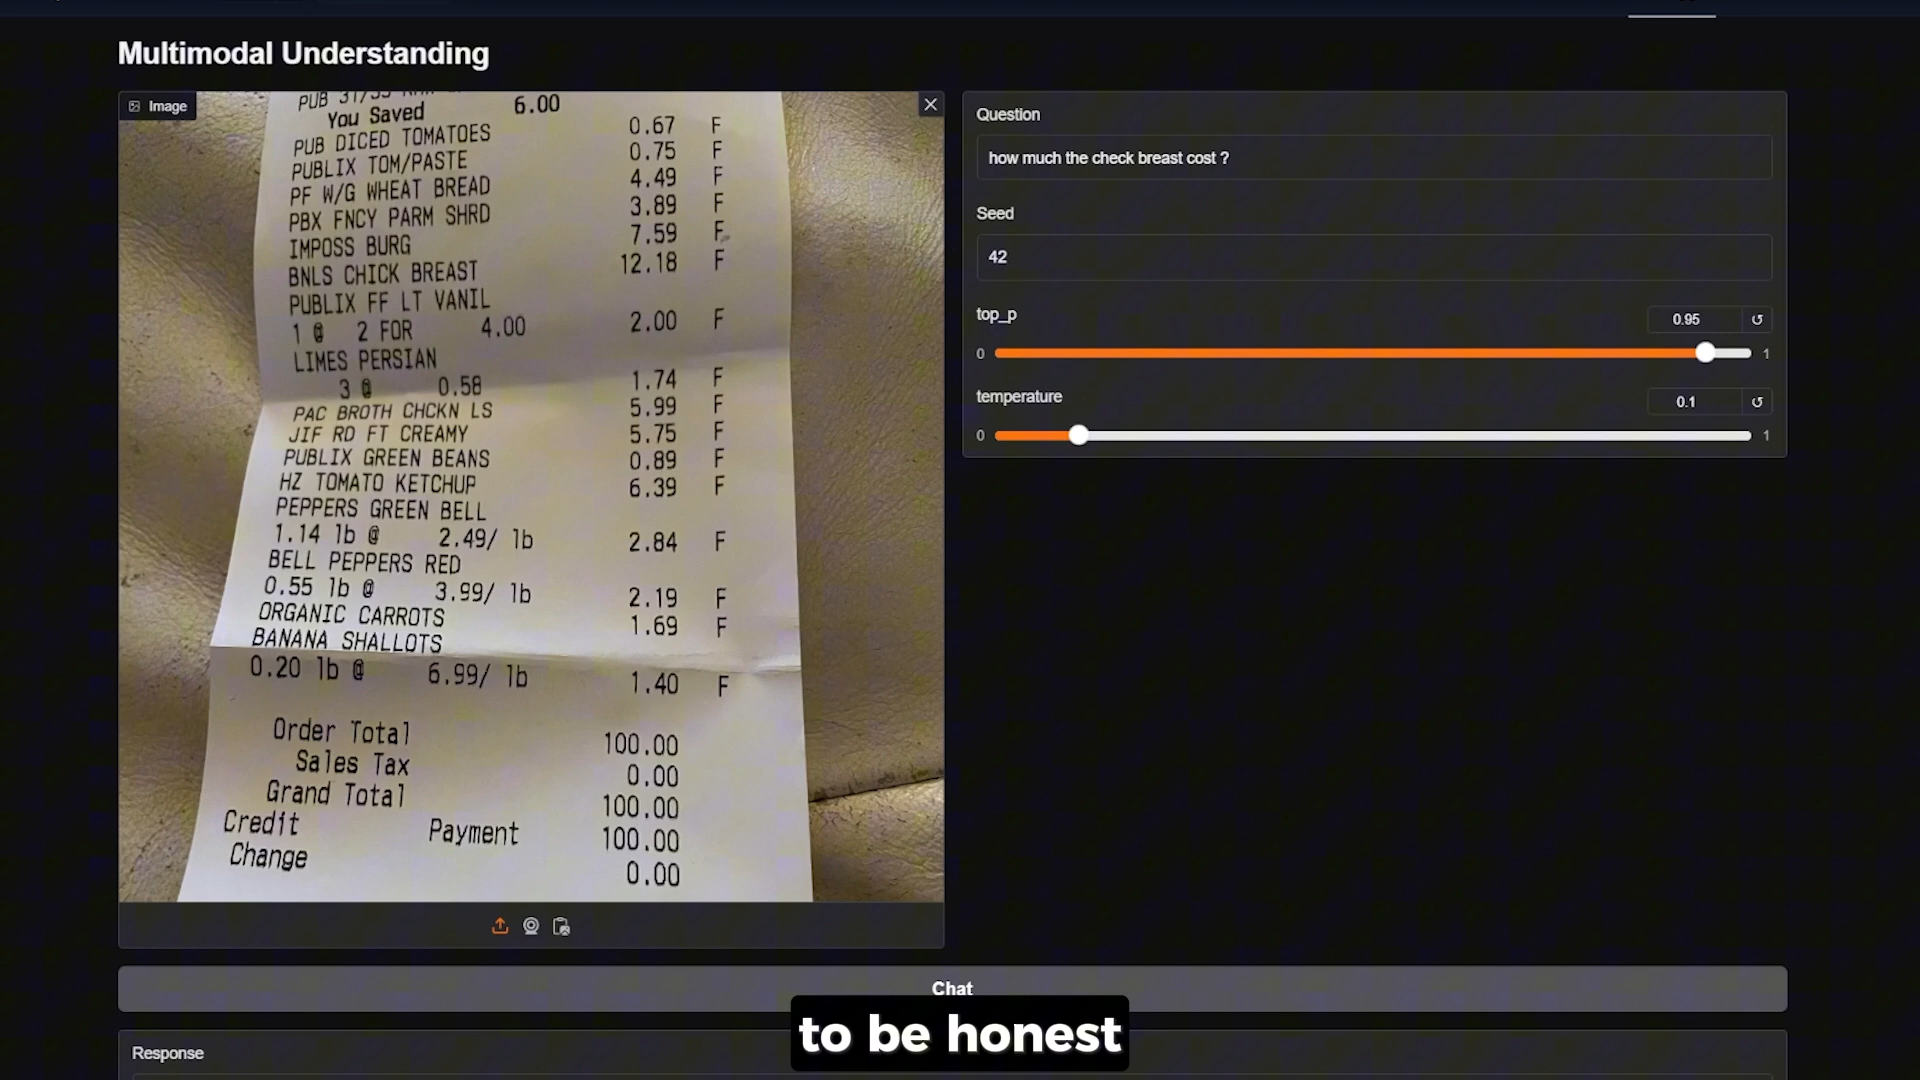 Multimodal Understanding
Image
PUB 31/35
6.00
You Saved
PUB DICED TOMATOES 0.67 F
PUBLIX TOM/PASTE 0.75 F
PF W/G WHEAT BREAD 4.49 F
PBX FNCY PARM SHRD 3.89 F
IMPOSS BURG 7.59 F
BNLS CHICK BREAST 12.18 F
PUBLIX FF LT VANIL
1 @ 2 FOR 4.00 2.00 F
LIMES PERSIAN
3 @ 0.58 1.74 F
PAC BROTH CHCKN LS 5.99 F
JIF RD FT CREAMY 5.75 F
PUBLIX GREEN BEANS 0.89 F
HZ TOMATO KETCHUP 6.39 F
PEPPERS GREEN BELL
1.14 lb @ 2.49/ lb 2.84 F
BELL PEPPERS RED
0.55 lb @ 3.99/ lb 2.19 F
ORGANIC CARROTS 1.69 F
BANANA SHALLOTS
0.20 lb @ 6.99/ lb 1.40 F
Order Total 100.00
Sales Tax 0.00
Grand Total 100.00
Credit Payment 100.00
Change 0.00
Question
how much the check breast cost ?
Seed
42
top_p
0.95
0 1
temperature
0.1
0 1
Chat
to be honest
Response